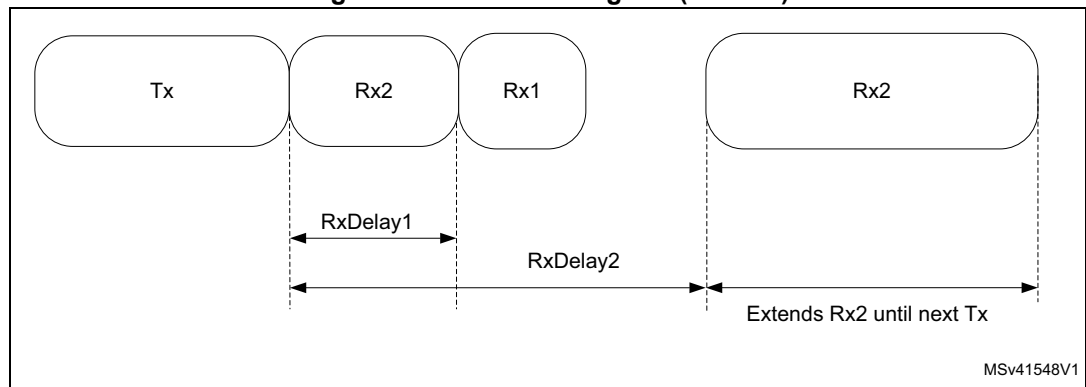 Tx
Rx2
Rx1
Rx2
RxDelay1
RxDelay2
Extends Rx2 until next Tx
MSv41548V1